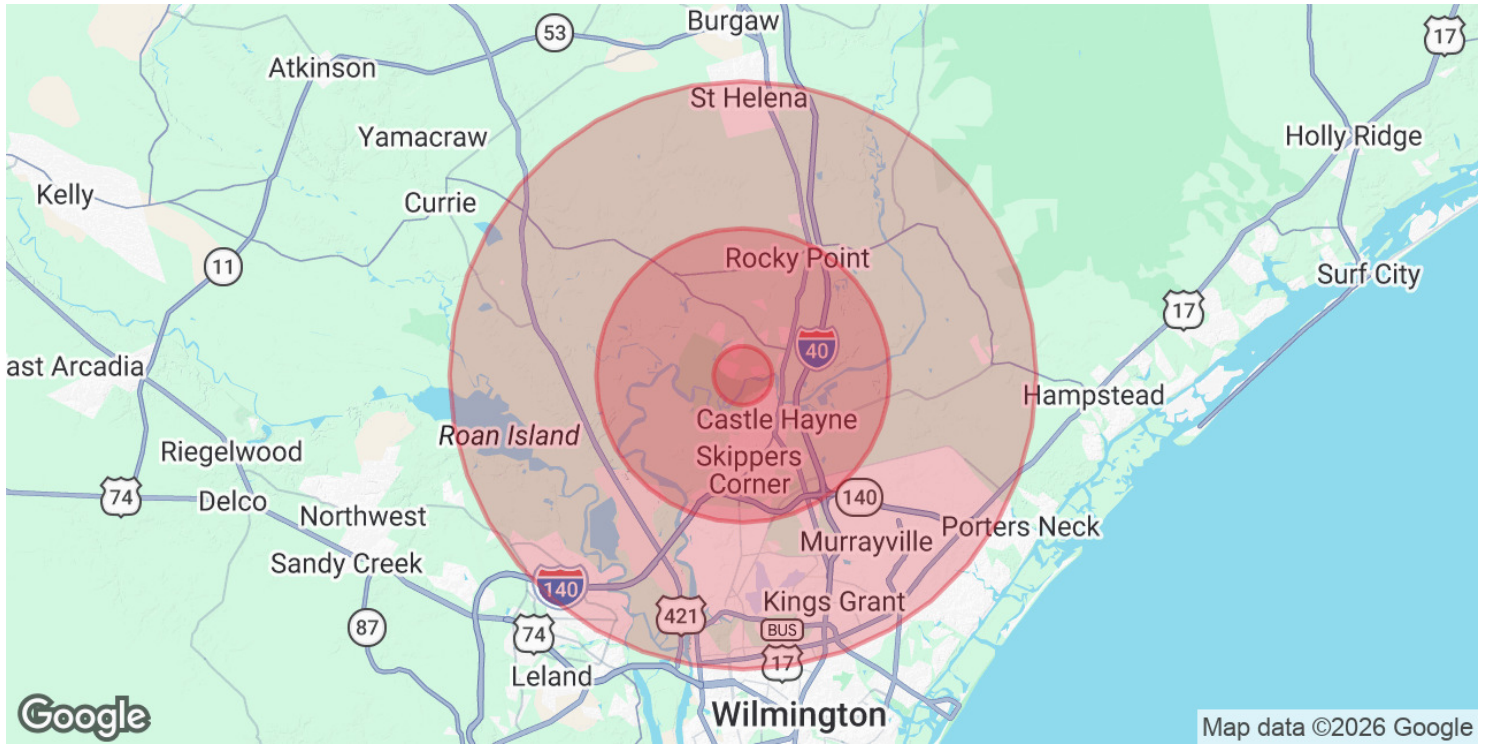 Burgaw
53
17
Atkinson
St Helena
Yamacraw
Holly Ridge
Kelly
Currie
Rocky Point
11
Surf City
17
40
ast Arcadia
Hampstead
Castle Hayne
Roan Island
Riegelwood
Skippers
Corner
74
Delco
140
Northwest
Porters Neck
Murrayville
Sandy Creek
140
Kings Grant
421
87
74
BUS
17
Leland
Wilmington
Google
Map data ©2026 Google